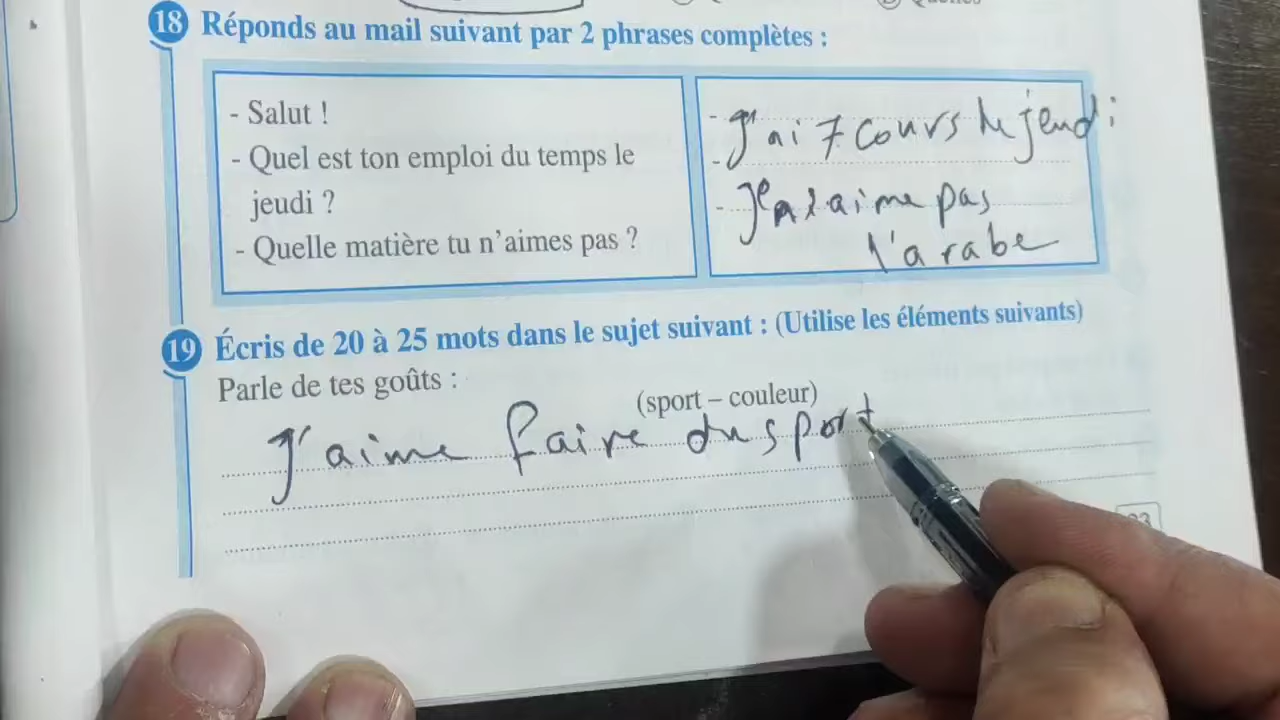 18 Réponds au mail suivant par 2 phrases complètes :
- Salut !
- Quel est ton emploi du temps le
jeudi ?
- Quelle matière tu n'aimes pas ?
- J'ai 7 cours le jeudi
-
- Je n'aime pas
l'arabe
19 Écris de 20 à 25 mots dans le sujet suivant : (Utilise les éléments suivants)
Parle de tes goûts :
(sport – couleur)
J'aime faire du sport